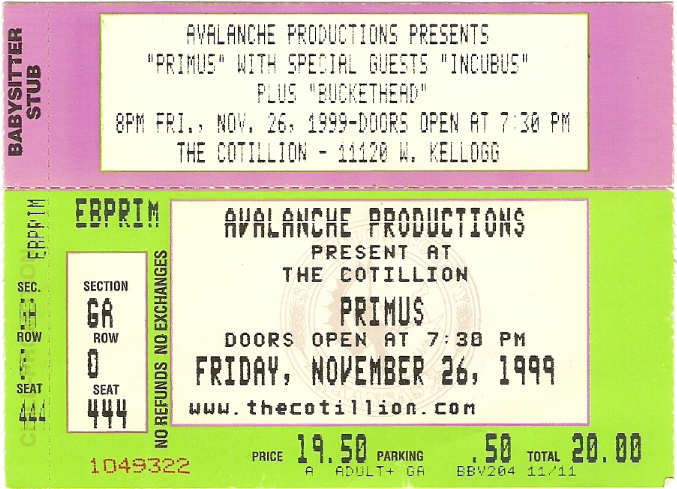 BABYSITTER
STUB
AVALANCHE PRODUCTIONS PRESENTS
"PRIMUS" WITH SPECIAL GUESTS "INCUBUS"
PLUS "BUCKETHEAD"
8PM FRI., NOV. 26, 1999-DOORS OPEN AT 7:30 PM
THE COTILLION - 11120 W. KELLOGG
EBPRIM
SEC.
ROW
SEAT
444
EBPRIM
SECTION
GA
ROW
0
SEAT
444
1049322
NO REFUNDS NO EXCHANGES
AVALANCHE PRODUCTIONS
PRESENT AT
THE COTILLION
PRIMUS
DOORS OPEN AT 7:30 PM
FRIDAY, NOVEMBER 26, 1999
www.thecotillion.com
PRICE 19.50 PARKING .50 TOTAL 20.00
A ADULT+ GA BBV204 11/11